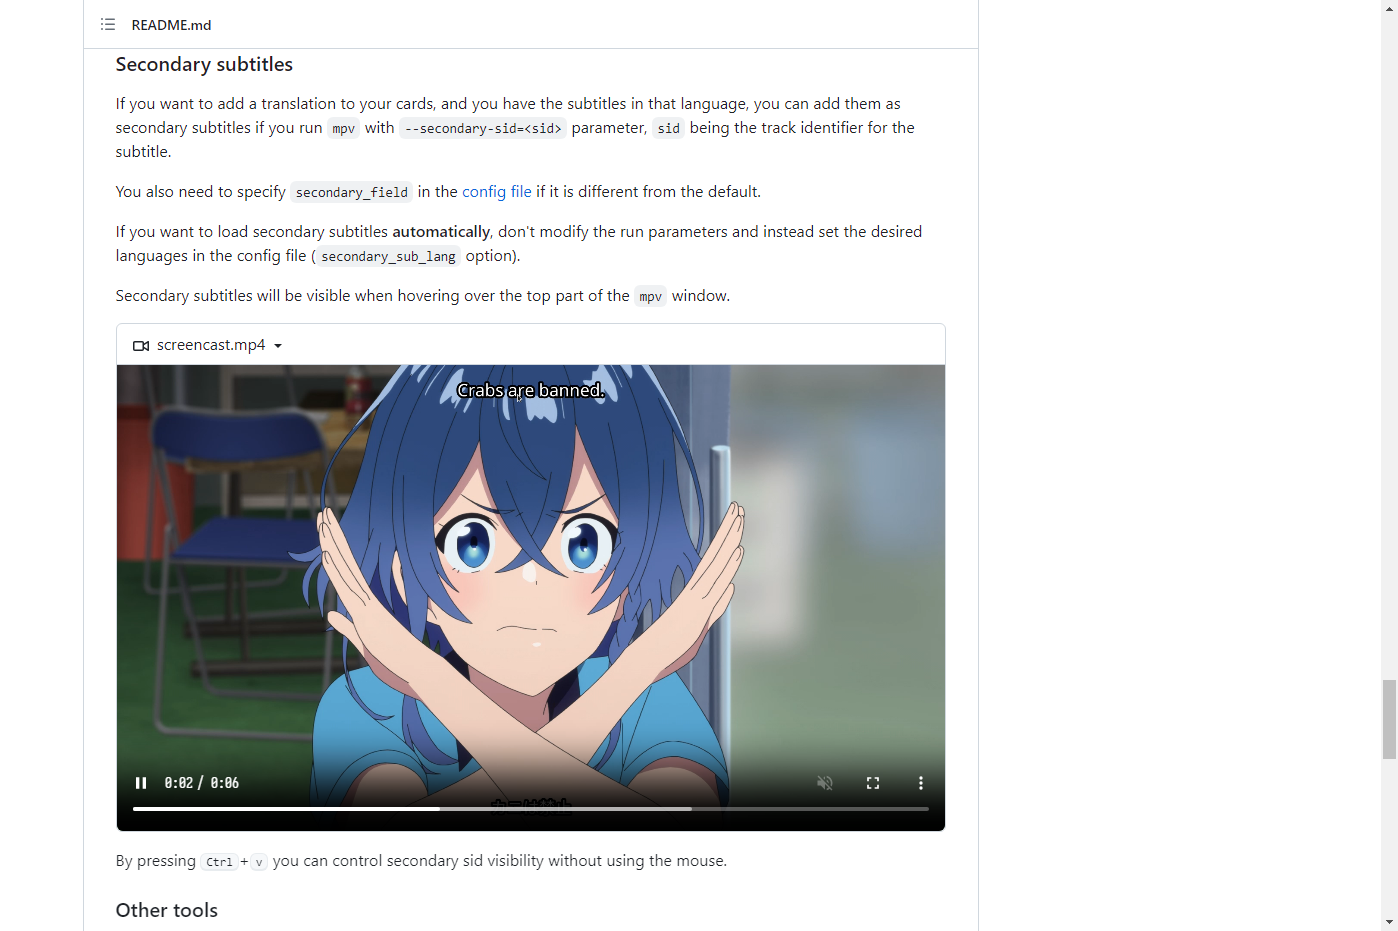 README.md
Secondary subtitles
If you want to add a translation to your cards, and you have the subtitles in that language, you can add them as
secondary subtitles if you run mpv with --secondary-sid=<sid> parameter, sid being the track identifier for the
subtitle.
You also need to specify secondary_field in the config file if it is different from the default.
If you want to load secondary subtitles automatically, don't modify the run parameters and instead set the desired
languages in the config file ( secondary_sub_lang option).
Secondary subtitles will be visible when hovering over the top part of the mpv window.
screencast.mp4
Crabs are banned.
0:02 / 0:06
By pressing Ctrl + v you can control secondary sid visibility without using the mouse.
Other tools